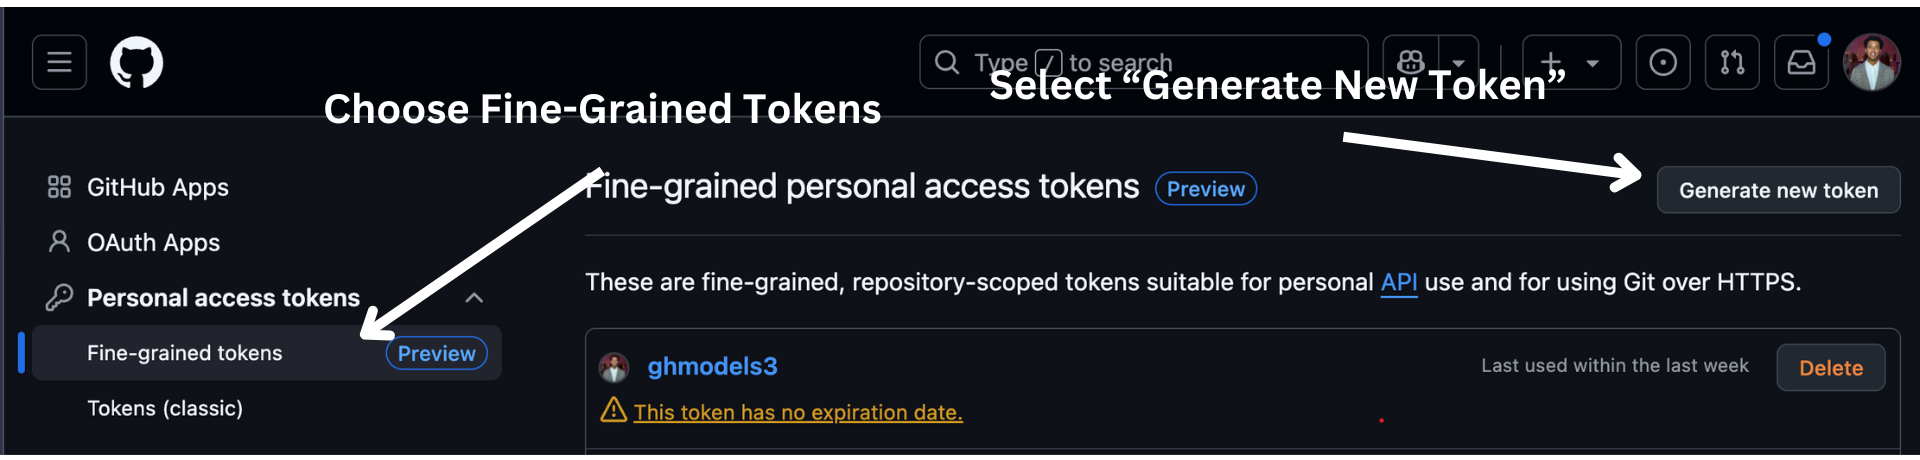 Type / to search
Choose Fine-Grained Tokens
Select “Generate New Token”
GitHub Apps
OAuth Apps
Personal access tokens
Fine-grained tokens Preview
Tokens (classic)
Fine-grained personal access tokens Preview
Generate new token
These are fine-grained, repository-scoped tokens suitable for personal API use and for using Git over HTTPS.
ghmodels3
Last used within the last week
Delete
This token has no expiration date.